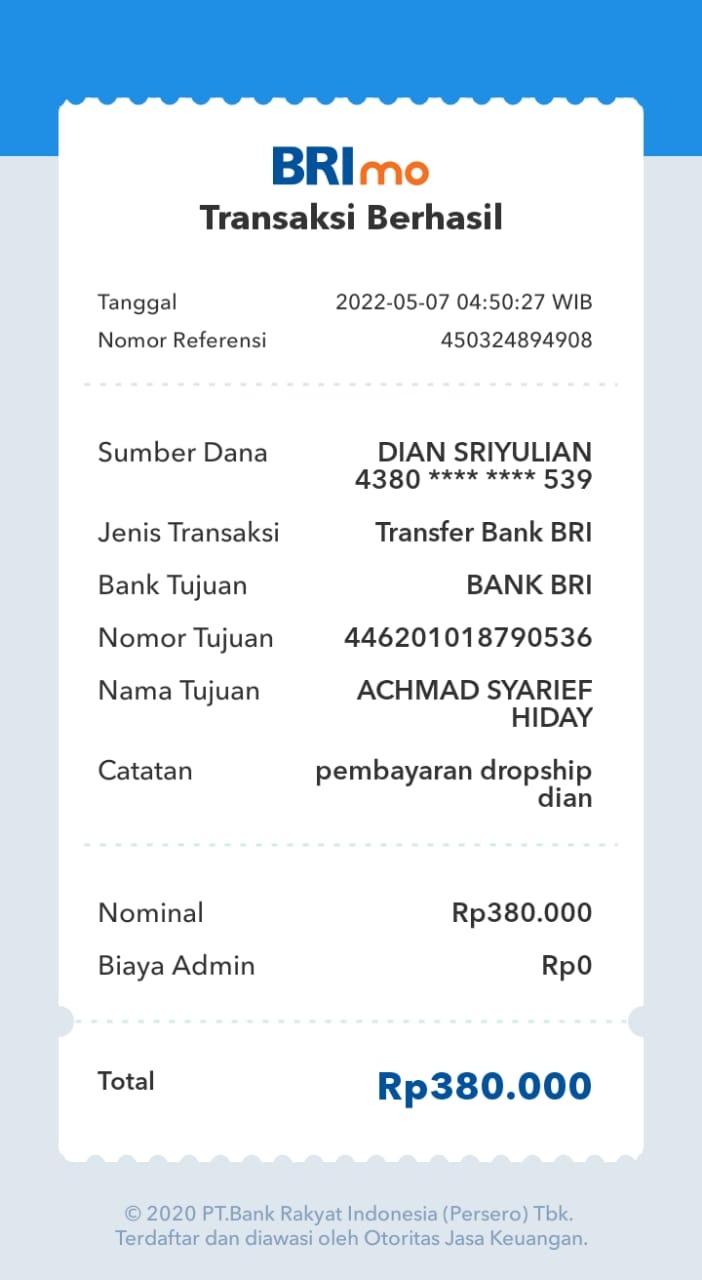 BRImo
Transaksi Berhasil
Tanggal 2022-05-07 04:50:27 WIB
Nomor Referensi 450324894908
Sumber Dana DIAN SRIYULIAN
4380 **** **** 539
Jenis Transaksi Transfer Bank BRI
Bank Tujuan BANK BRI
Nomor Tujuan 446201018790536
Nama Tujuan ACHMAD SYARIEF
HIDAY
Catatan pembayaran dropship
dian
Nominal Rp380.000
Biaya Admin Rp0
Total Rp380.000
© 2020 PT.Bank Rakyat Indonesia (Persero) Tbk.
Terdaftar dan diawasi oleh Otoritas Jasa Keuangan.